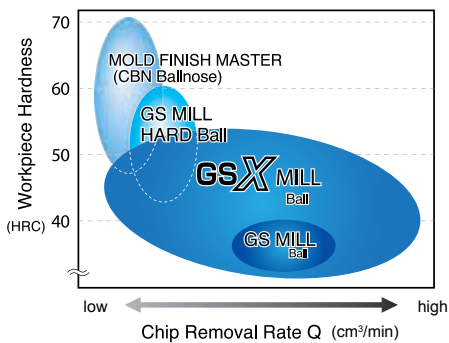 70
60
50
40
Workpiece Hardness
(HRC)
MOLD FINISH MASTER
(CBN Ballnose)
GS MILL
HARD Ball
GSX MILL
Ball
GS MILL
Ball
low
high
Chip Removal Rate Q (cm³/min)